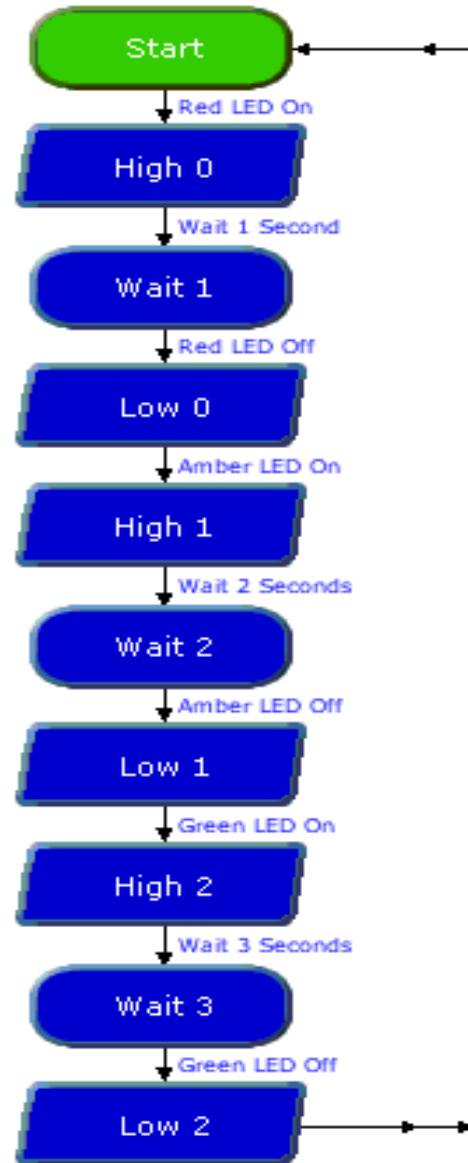 Start
Red LED On
High 0
Wait 1 Second
Wait 1
Red LED Off
Low 0
Amber LED On
High 1
Wait 2 Seconds
Wait 2
Amber LED Off
Low 1
Green LED On
High 2
Wait 3 Seconds
Wait 3
Green LED Off
Low 2